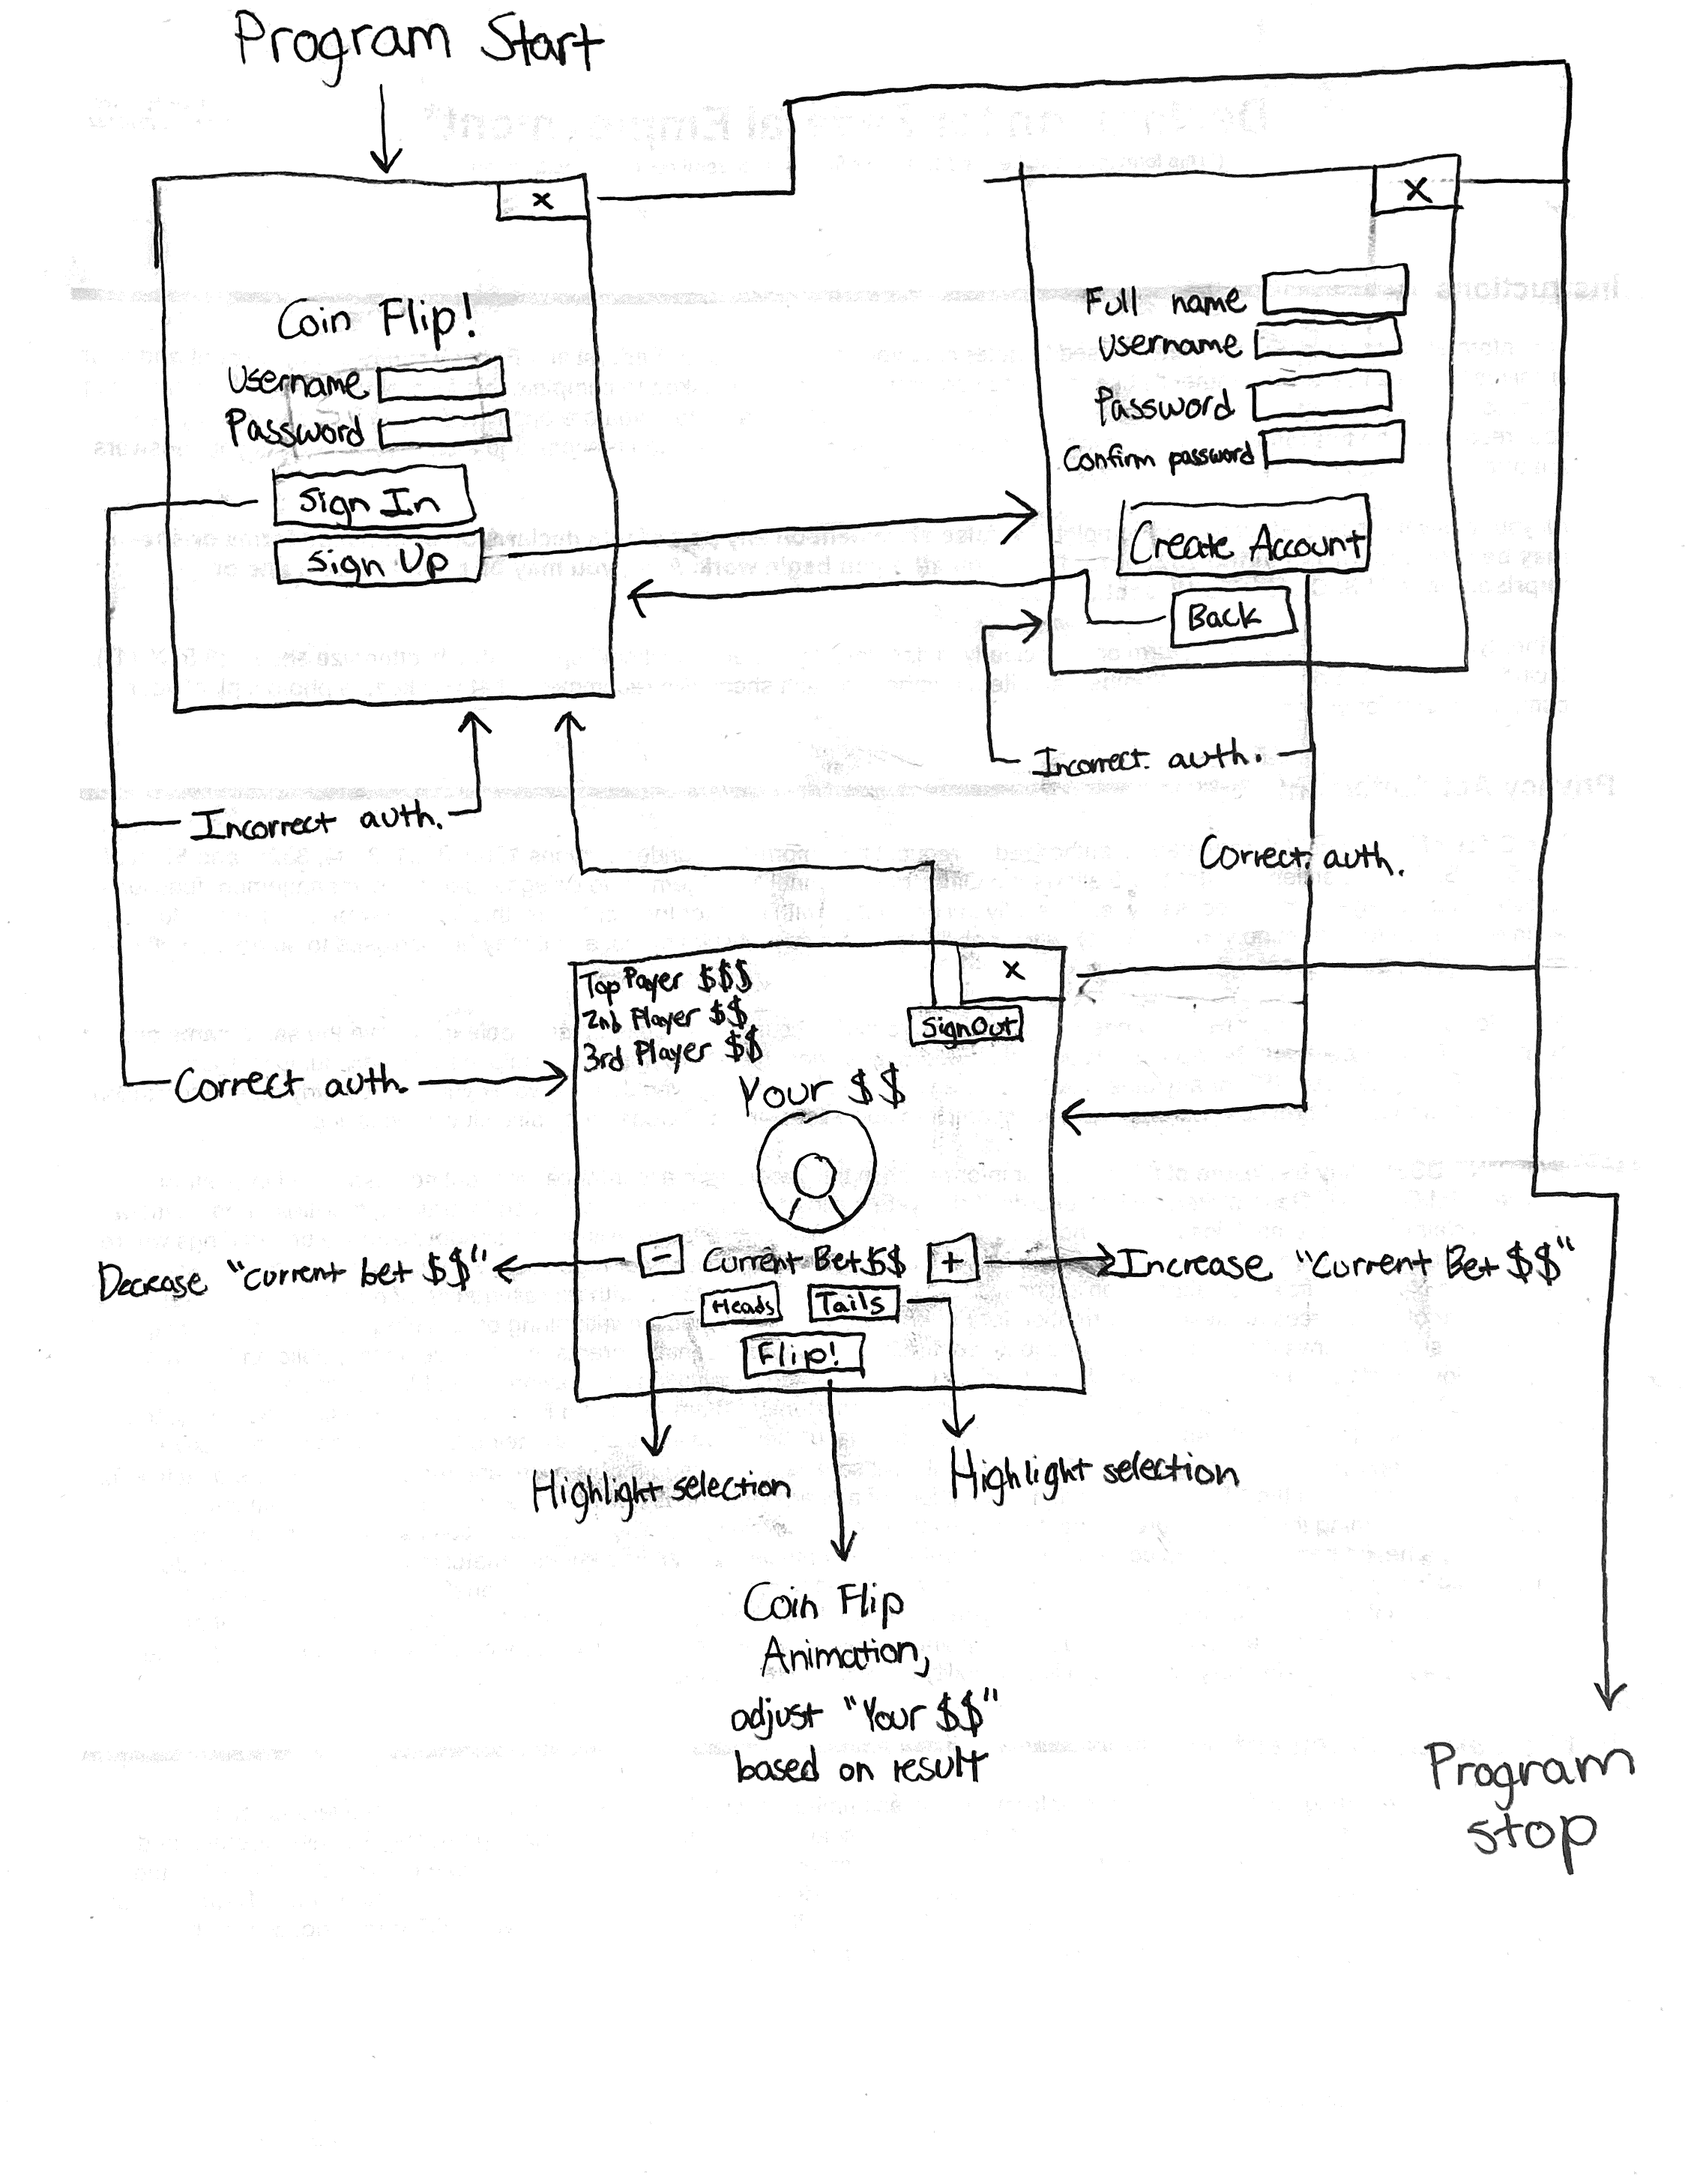 Program Start
x
Coin Flip!
Username
Password
Sign In
Sign Up
x
Full name
Username
Password
Confirm password
Create Account
Back
Incorrect auth.
Incorrect auth.
Correct auth.
Correct auth.
Top Payer $$$
2nd Player $$
3rd Player $$
x
Sign Out
Your $$
- Current Bet $$ +
Decrease "current bet $$"
Increase "Current Bet $$"
Heads Tails
Flip!
Highlight selection
Highlight selection
Coin Flip
Animation,
adjust "Your $$"
based on result
Program
stop